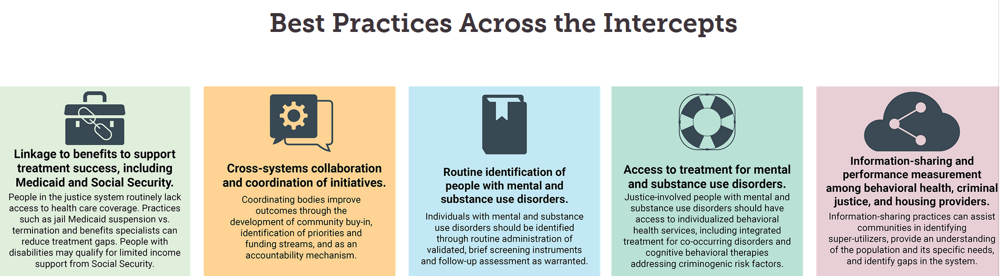 Best Practices Across the Intercepts
Linkage to benefits to support
treatment success, including
Medicaid and Social Security.
People in the justice system routinely lack
access to health care coverage. Practices
such as jail Medicaid suspension vs.
termination and benefits specialists can
reduce treatment gaps. People with
disabilities may qualify for limited income
support from Social Security.
Cross-systems collaboration
and coordination of initiatives.
Coordinating bodies improve
outcomes through the
development of community buy-in,
identification of priorities and
funding streams, and as an
accountability mechanism.
Routine identification of
people with mental and
substance use disorders.
Individuals with mental and substance
use disorders should be identified
through routine administration of
validated, brief screening instruments
and follow-up assessment as warranted.
Access to treatment for mental
and substance use disorders.
Justice-involved people with mental and
substance use disorders should have
access to individualized behavioral
health services, including integrated
treatment for co-occurring disorders and
cognitive behavioral therapies
addressing criminogenic risk factors.
Information-sharing and
performance measurement
among behavioral health, criminal
justice, and housing providers.
Information-sharing practices can assist
communities in identifying
super-utilizers, provide an understanding
of the population and its specific needs,
and identify gaps in the system.